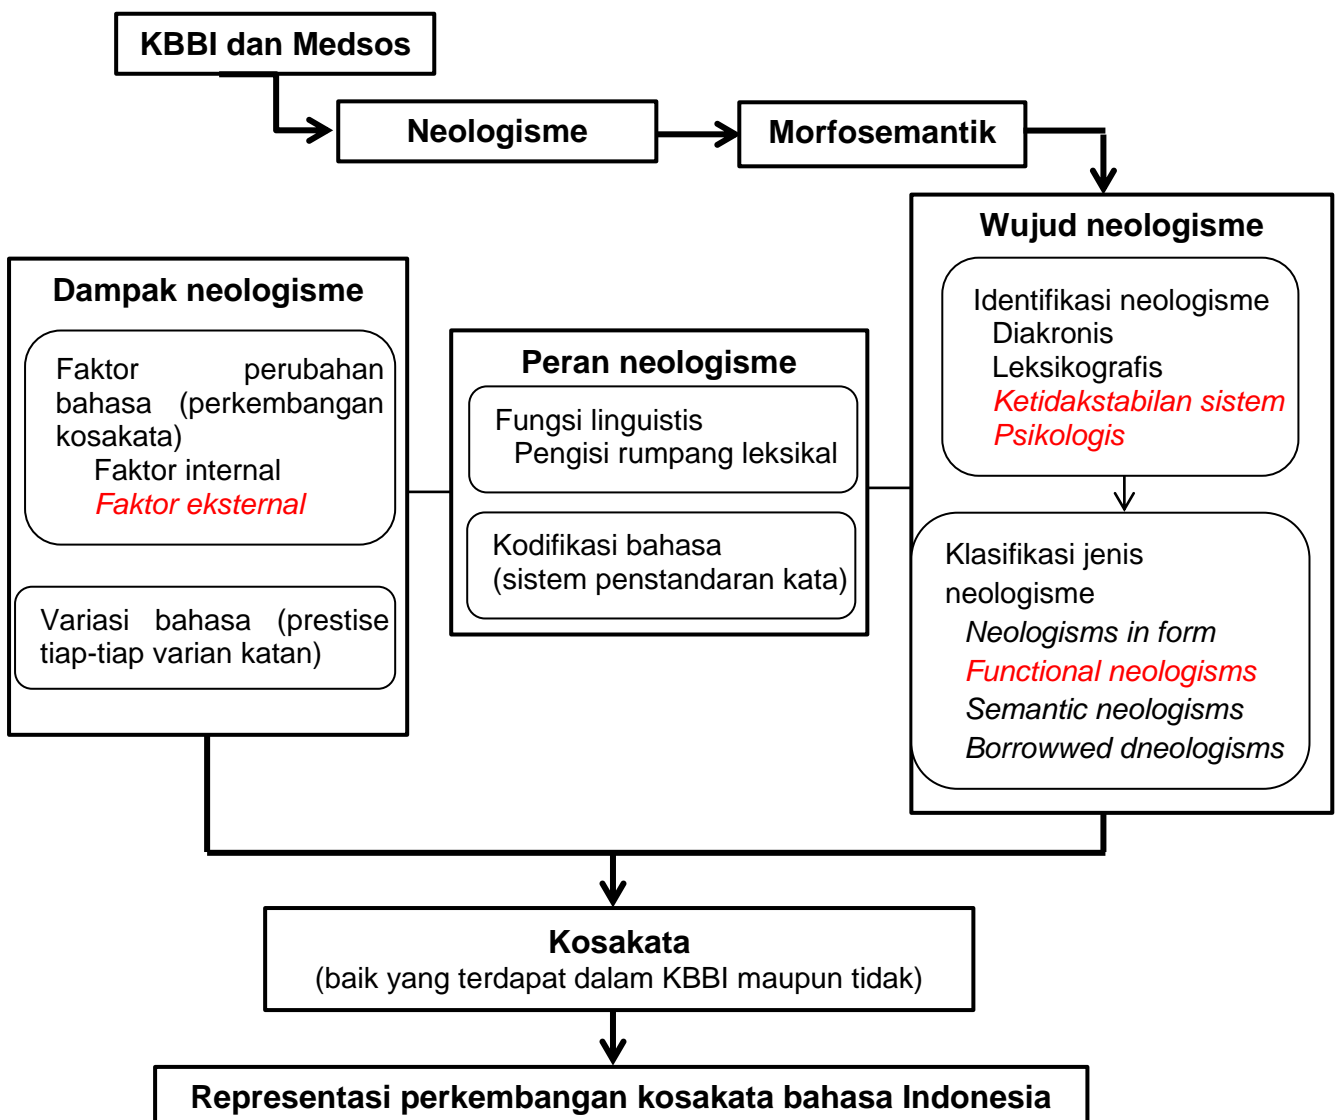 KBBI dan Medsos
Neologisme
Morfosemantik
Wujud neologisme
Identifikasi neologisme
Diakronis
Leksikografis
Ketidakstabilan sistem
Psikologis
Klasifikasi jenis
neologisme
Neologisms in form
Functional neologisms
Semantic neologisms
Borrowwed dneologisms
Peran neologisme
Fungsi linguistis
Pengisi rumpang leksikal
Kodifikasi bahasa
(sistem penstandaran kata)
Dampak neologisme
Faktor perubahan
bahasa (perkembangan
kosakata)
Faktor internal
Faktor eksternal
Variasi bahasa (prestise
tiap-tiap varian katan)
Kosakata
(baik yang terdapat dalam KBBI maupun tidak)
Representasi perkembangan kosakata bahasa Indonesia